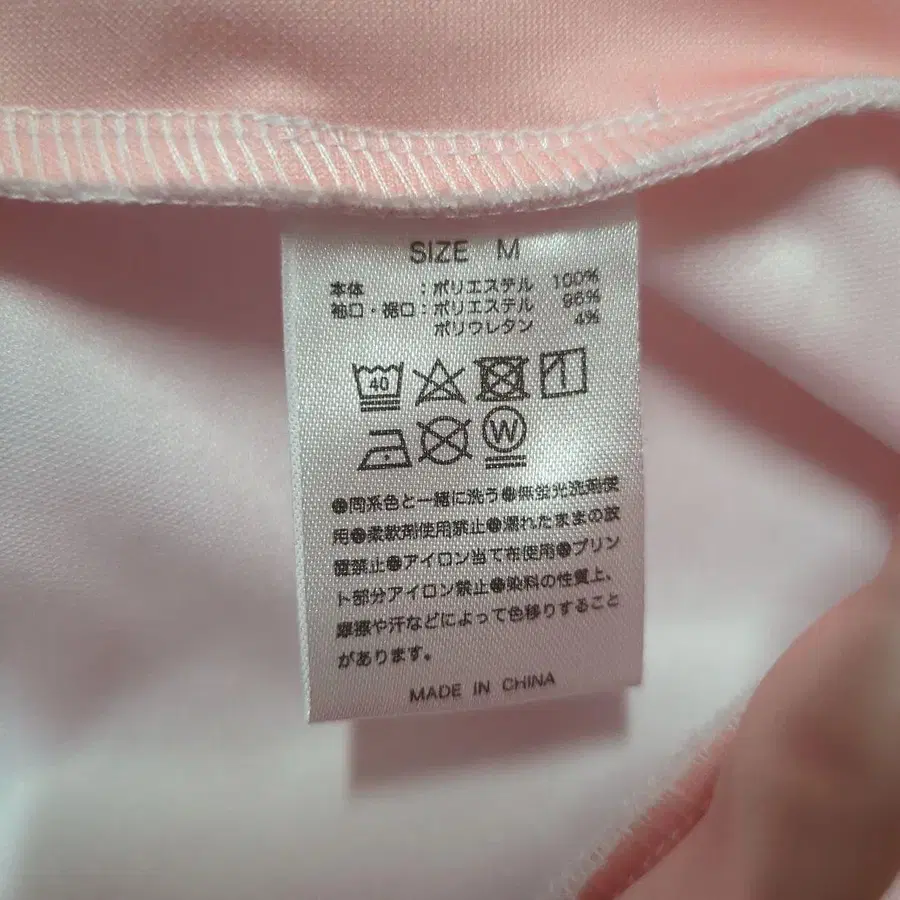 SIZE M
本体 :ポリエステル 100%
袖口・裾口:ポリエステル 96%
ポリウレタン 4%
40
W
●同系色と一緒に洗う●無蛍光洗剤使
用●柔軟剤使用禁止●濡れたままの放
置禁止●アイロン当て布使用●プリン
ト部分アイロン禁止●染料の性質上、
摩擦や汗などによって色移りすること
があります。
MADE IN CHINA